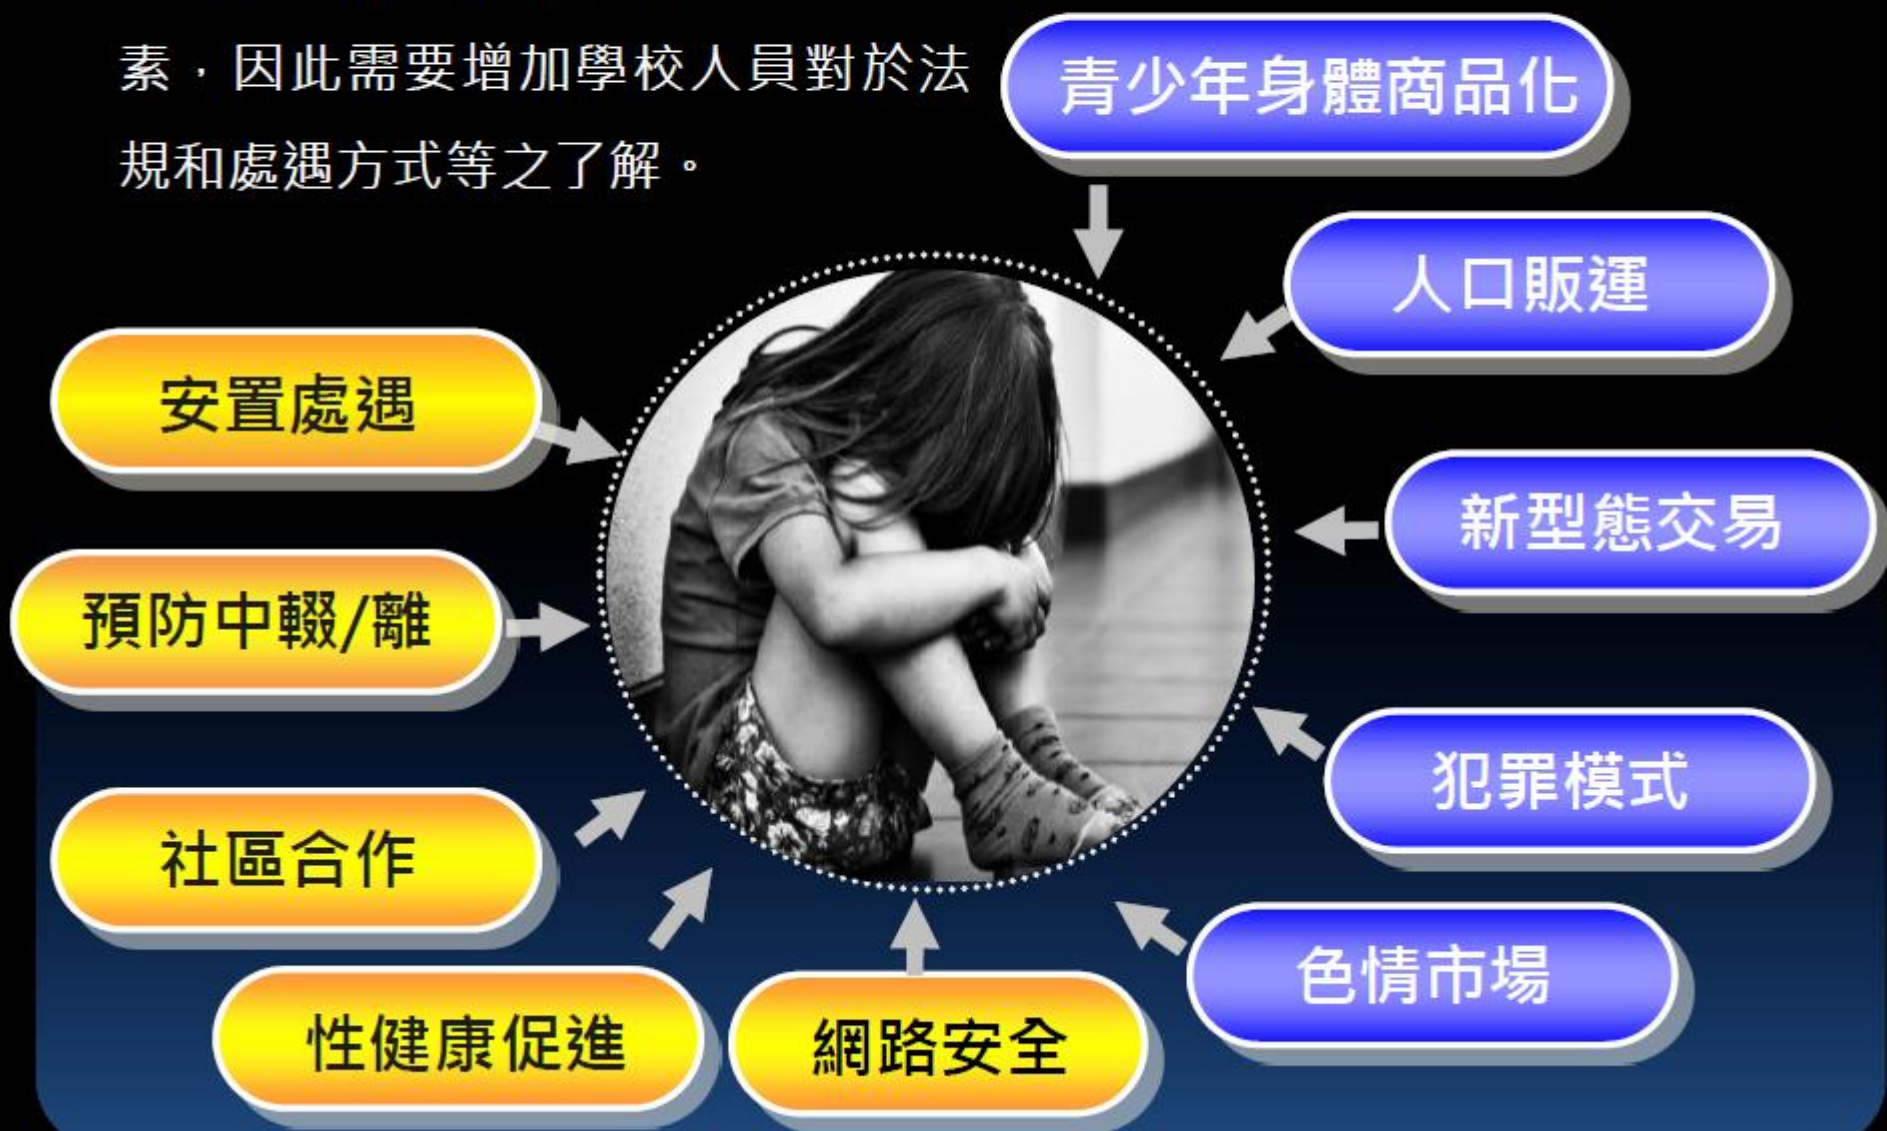 素，因此需要增加學校人員對於法
規和處遇方式等之了解。
青少年身體商品化
人口販運
安置處遇
新型態交易
預防中輟/離
犯罪模式
社區合作
色情市場
性健康促進
網路安全